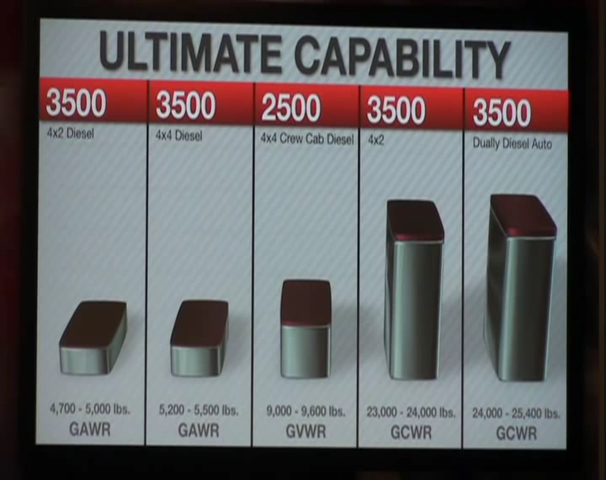 ULTIMATE CAPABILITY
3500 3500 2500 3500 3500
4x2 Diesel 4x4 Diesel 4x4 Crew Cab Diesel 4x2 Dually Diesel Auto
4,700 - 5,000 lbs. 5,200 - 5,500 lbs. 9,000 - 9,600 lbs. 23,000 - 24,000 lbs. 24,000 - 25,400 lbs.
GAWR GAWR GVWR GCWR GCWR